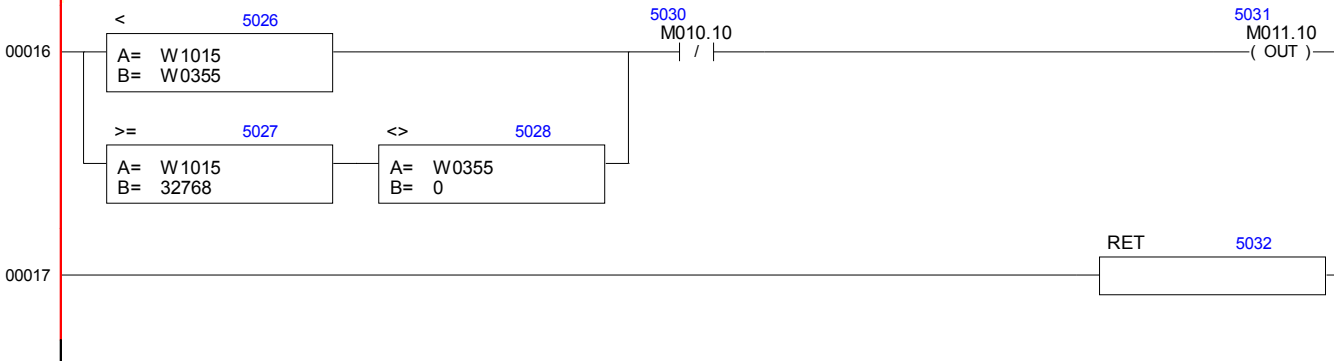 < 5026
5030
M010.10
5031
M011.10
00016
A= W1015
B= W0355
/
( OUT )
>= 5027
<> 5028
A= W1015
B= 32768
A= W0355
B= 0
RET 5032
00017